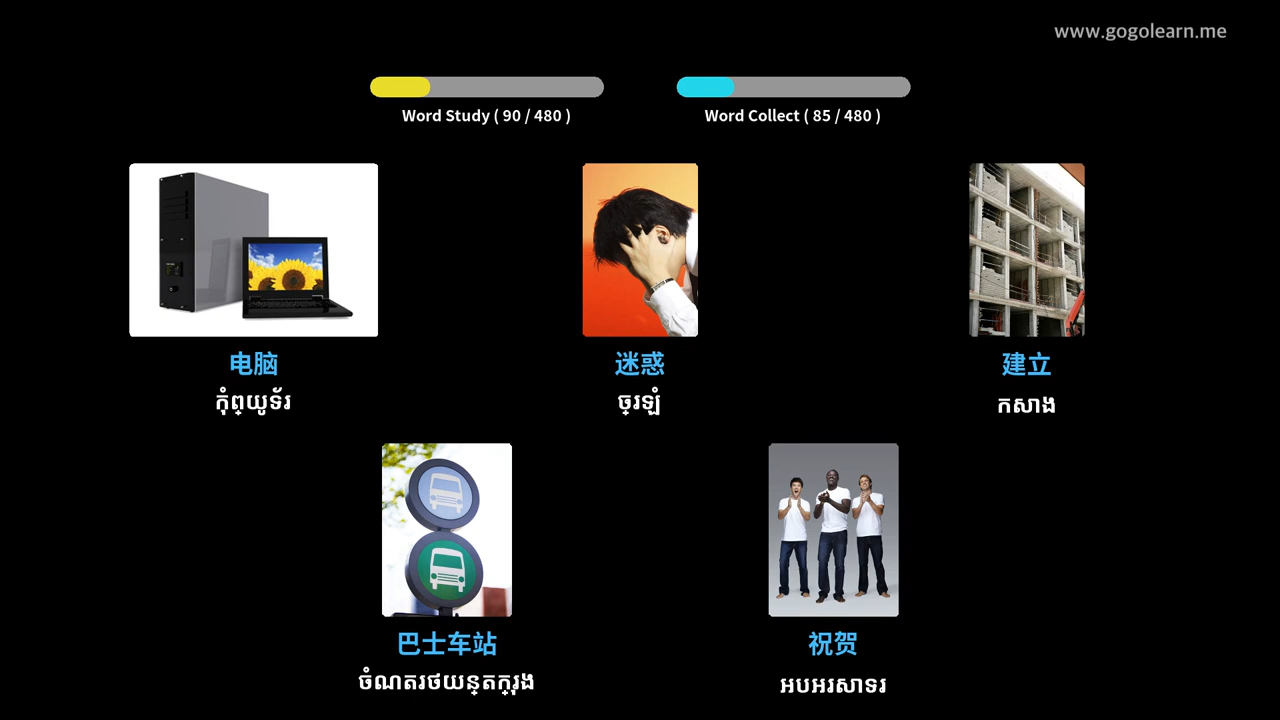 www.gogolearn.me
Word Study ( 90 / 480 )
Word Collect ( 85 / 480 )
电脑
កុំព្យូទ័រ
迷惑
ច្រឡំ
建立
កសាង
巴士车站
ចំណតរថយន្តក្រុង
祝贺
អបអរសាទរ